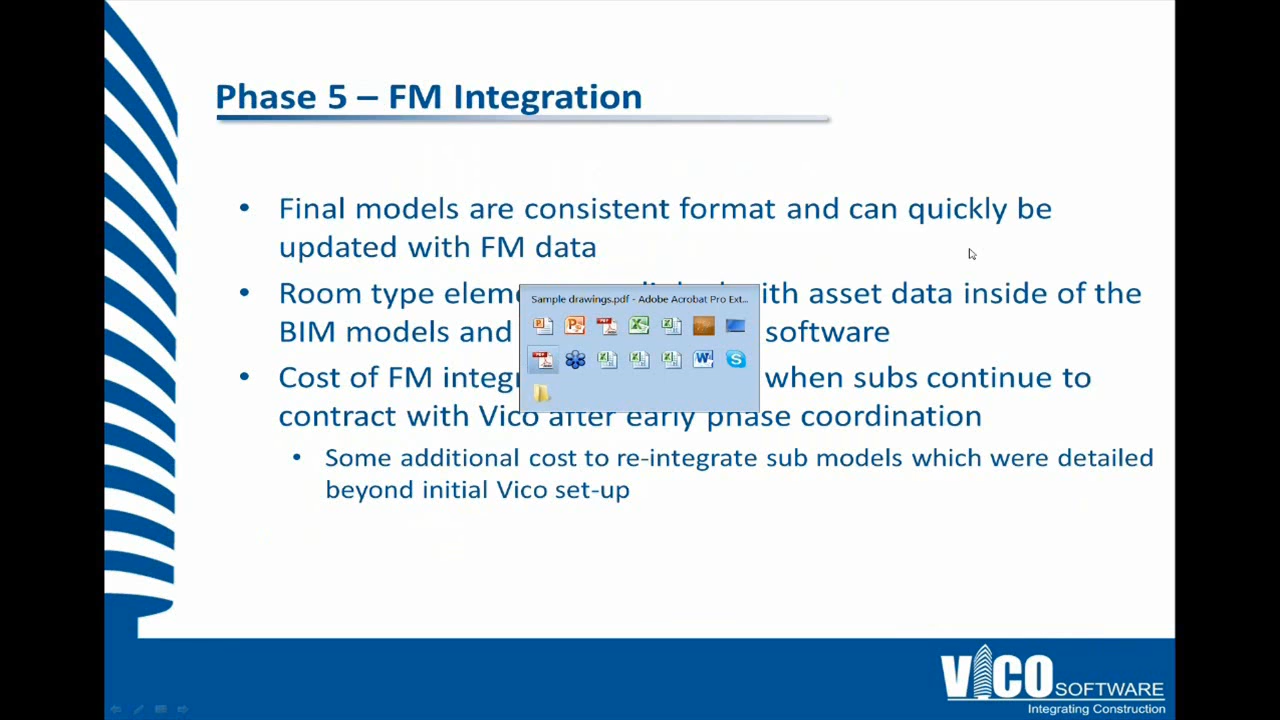 Phase 5 – FM Integration
• Final models are consistent format and can quickly be
updated with FM data
• Room type ith asset data inside of the
BIM models and software
• Cost of FM when subs continue to
contract with Vico after early phase coordination
• Some additional cost to re-integrate sub models which were detailed
beyond initial Vico set-up
Sample drawings.pdf - Adobe Acrobat Pro Ext...
VICO SOFTWARE
Integrating Construction